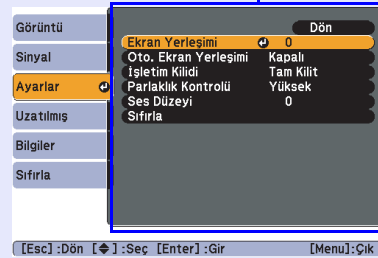 Görüntü
Sinyal
Ayarlar
Uzatılmış
Bilgiler
Sıfırla
Dön
Ekran Yerleşimi 0
Oto. Ekran Yerleşimi Kapalı
İşletim Kilidi Tam Kilit
Parlaklık Kontrolü Yüksek
Ses Düzeyi 0
Sıfırla
[Esc] :Dön [◆] :Seç [Enter] :Gir [Menu]:Çık